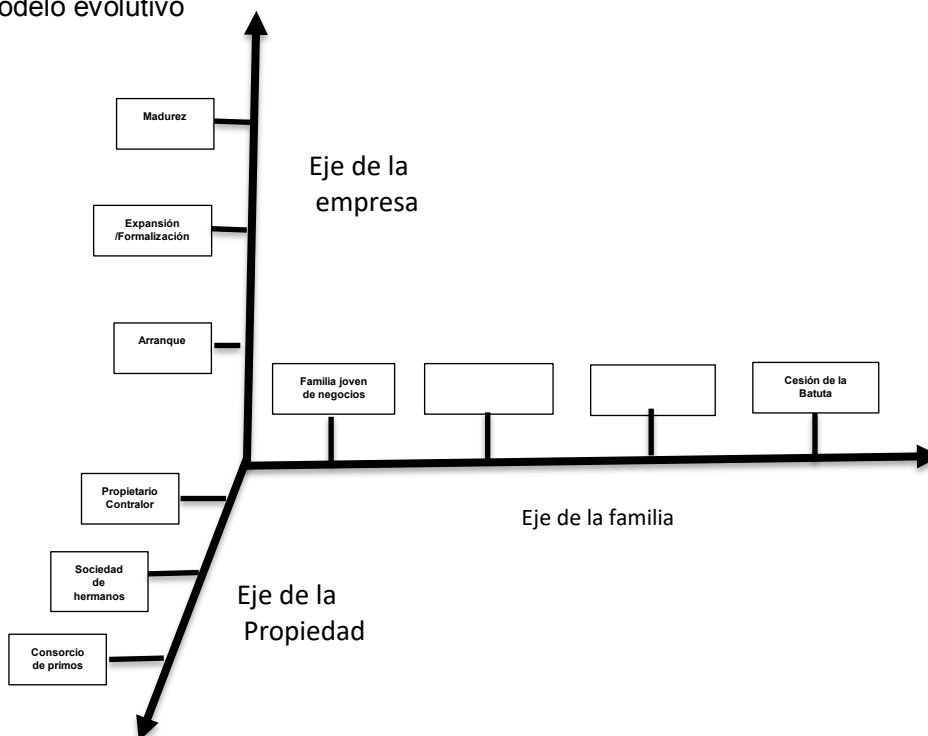 odelo evolutivo
Madurez
Eje de la
empresa
Expansión
/Formalización
Arranque
Familia joven
de negocios
Cesión de la
Batuta
Propietario
Contralor
Eje de la familia
Sociedad
de
hermanos
Eje de la
Propiedad
Consorcio
de primos